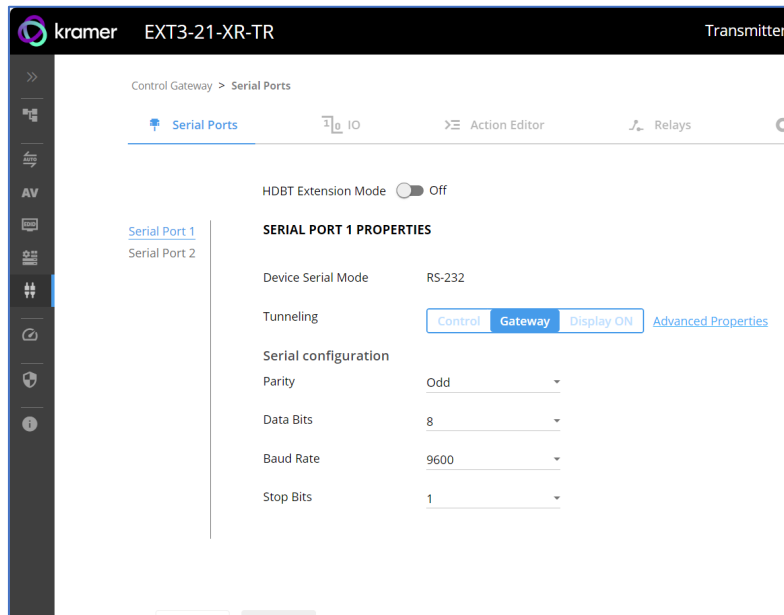 kramer EXT3-21-XR-TR Transmitter
Control Gateway > Serial Ports
Serial Ports IO Action Editor Relays
AUTO
HDBT Extension Mode Off
AV
Serial Port 1 SERIAL PORT 1 PROPERTIES
EDID
Serial Port 2
Device Serial Mode RS-232
Tunneling Control Gateway Display ON Advanced Properties
Serial configuration
Parity Odd
Data Bits 8
Baud Rate 9600
Stop Bits 1